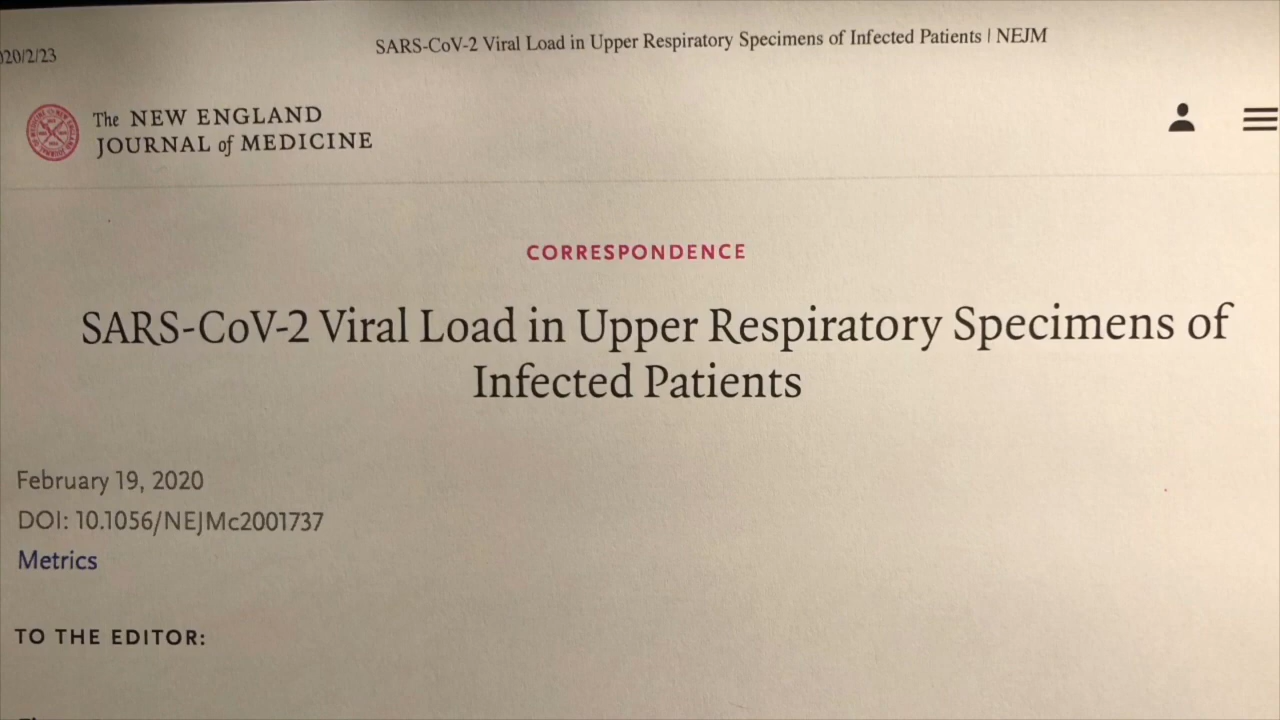 020/2/23
SARS-CoV-2 Viral Load in Upper Respiratory Specimens of Infected Patients | NEJM
The NEW ENGLAND
JOURNAL of MEDICINE
CORRESPONDENCE
SARS-CoV-2 Viral Load in Upper Respiratory Specimens of
Infected Patients
February 19, 2020
DOI: 10.1056/NEJMc2001737
Metrics
TO THE EDITOR: